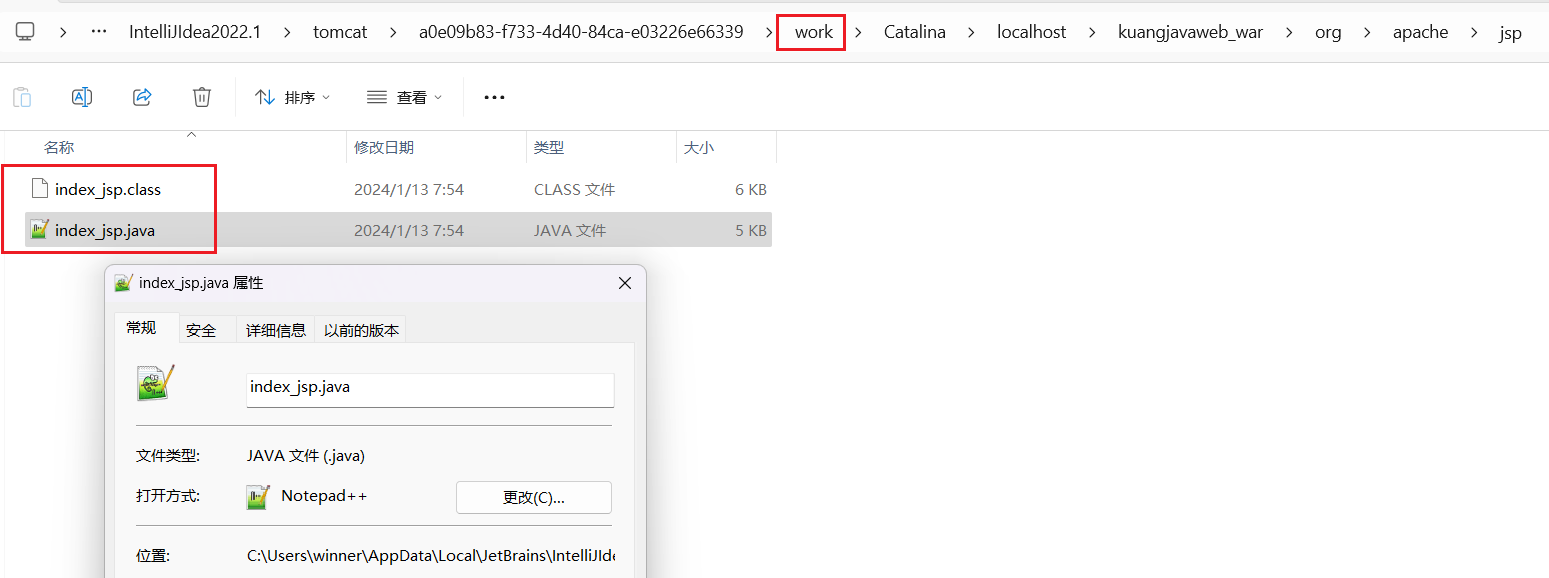 IntelliJIdea2022.1 tomcat a0e09b83-f733-4d40-84ca-e03226e66339 work Catalina localhost kuangjavaweb_war org apache jsp
排序 查看
名称 修改日期 类型 大小
index_jsp.class 2024/1/13 7:54 CLASS 文件 6 KB
index_jsp.java 2024/1/13 7:54 JAVA 文件 5 KB
index_jsp.java 属性
常规 安全 详细信息 以前的版本
index_jsp.java
文件类型: JAVA 文件 (.java)
打开方式: Notepad++ 更改(C)...
位置: C:\Users\winner\AppData\Local\JetBrains\IntelliJIde